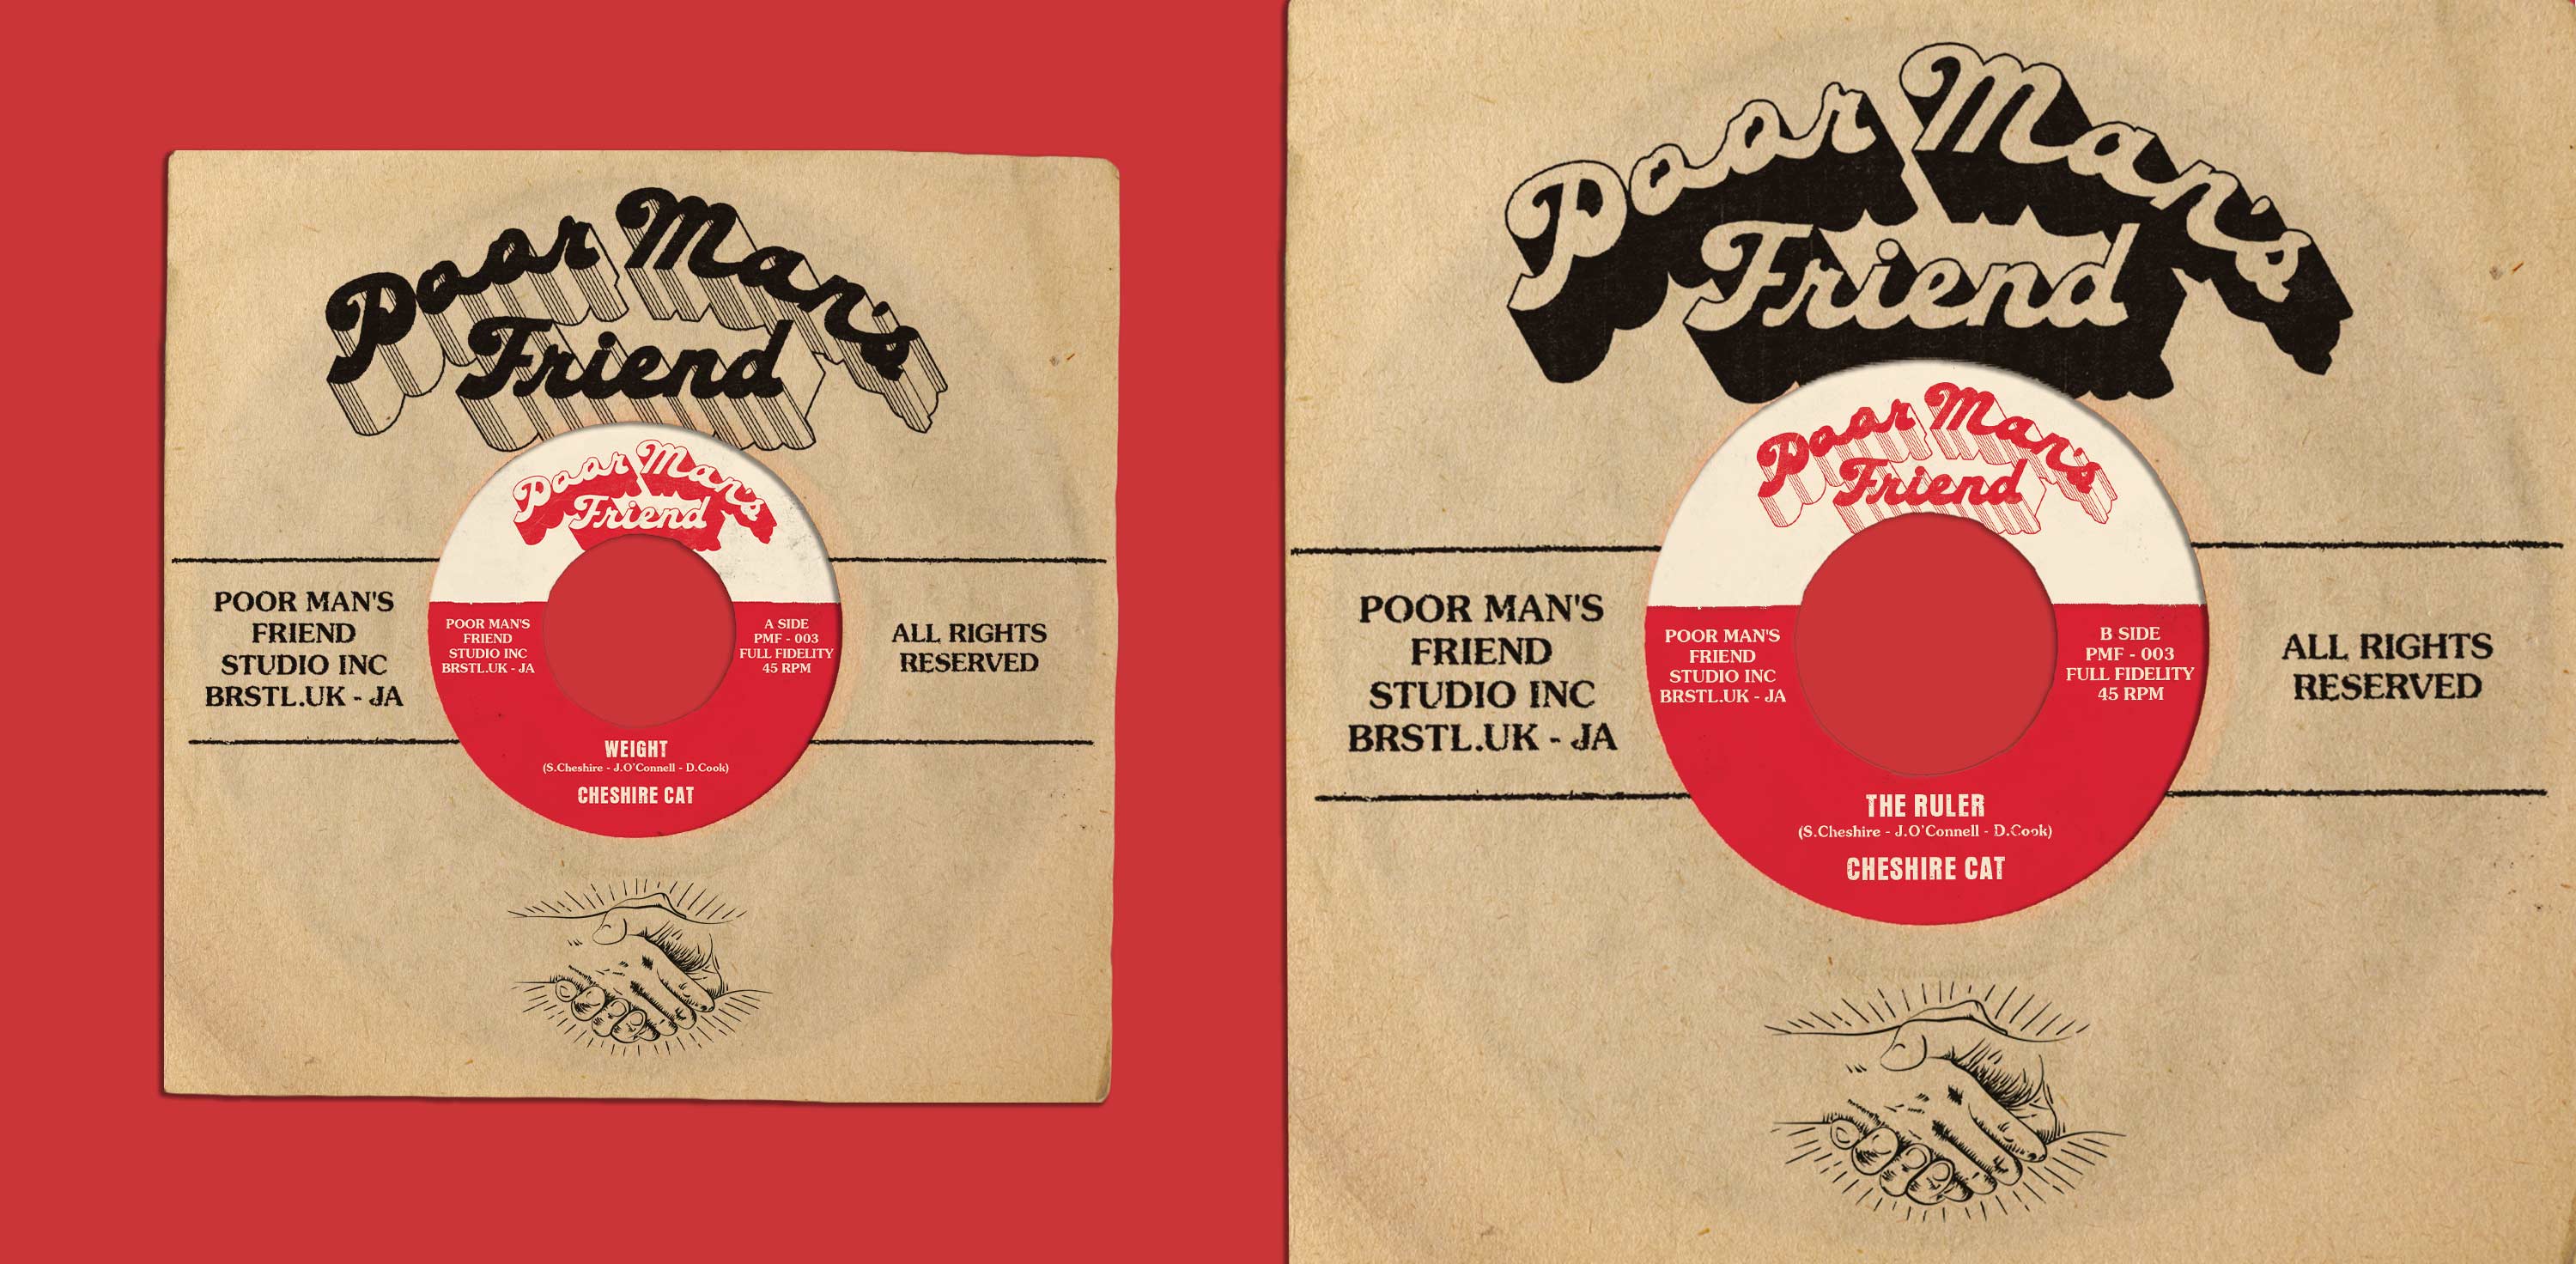 Poor Man's
Friend
POOR MAN'S
FRIEND
STUDIO INC
BRSTL.UK - JA
Poor Man's
Friend
POOR MAN'S
FRIEND
STUDIO INC
BRSTL.UK - JA
A SIDE
PMF - 003
FULL FIDELITY
45 RPM
WEIGHT
(S.Cheshire - J.O'Connell - D.Cook)
CHESHIRE CAT
ALL RIGHTS
RESERVED
Poor Man's
Friend
POOR MAN'S
FRIEND
STUDIO INC
BRSTL.UK - JA
Poor Man's
Friend
POOR MAN'S
FRIEND
STUDIO INC
BRSTL.UK - JA
B SIDE
PMF - 003
FULL FIDELITY
45 RPM
THE RULER
(S.Cheshire - J.O'Connell - D.Cook)
CHESHIRE CAT
ALL RIGHTS
RESERVED